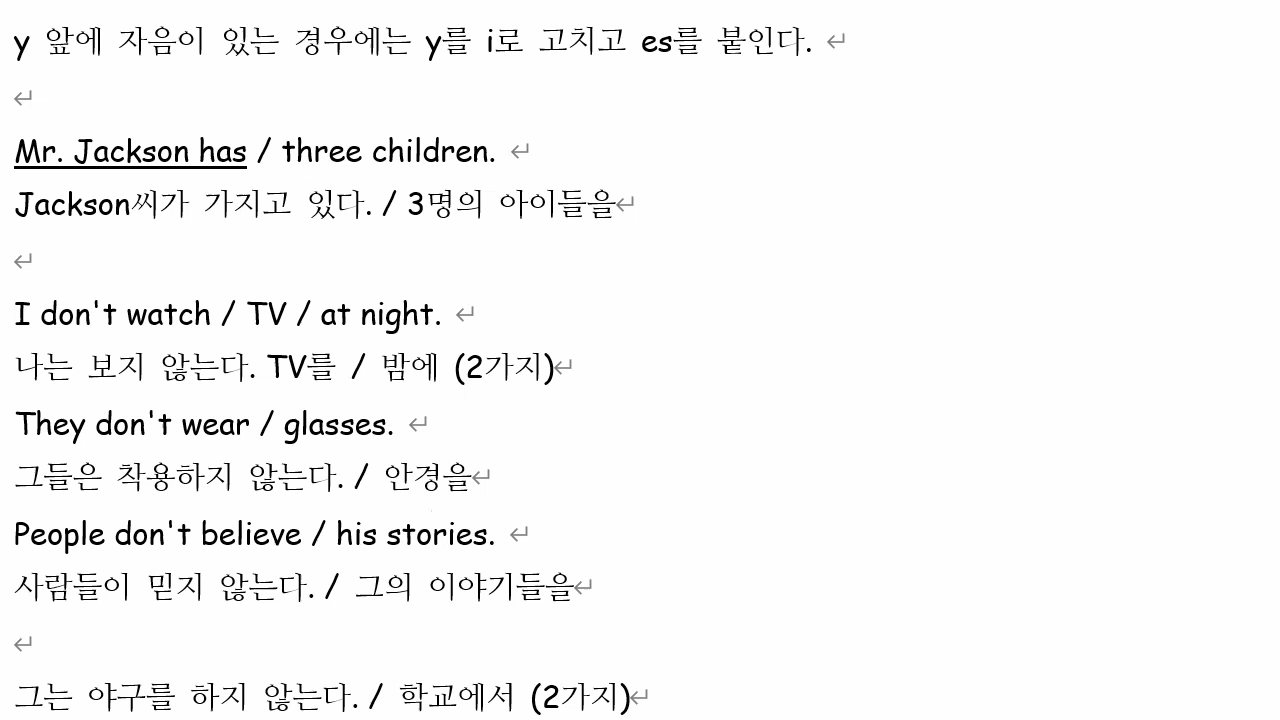 y 앞에 자음이 있는 경우에는 y를 i로 고치고 es를 붙인다.
Mr. Jackson has / three children.
Jackson씨가 가지고 있다. / 3명의 아이들을
I don't watch / TV / at night.
나는 보지 않는다. TV를 / 밤에 (2가지)
They don't wear / glasses.
그들은 착용하지 않는다. / 안경을
People don't believe / his stories.
사람들이 믿지 않는다. / 그의 이야기들을
그는 야구를 하지 않는다. / 학교에서 (2가지)